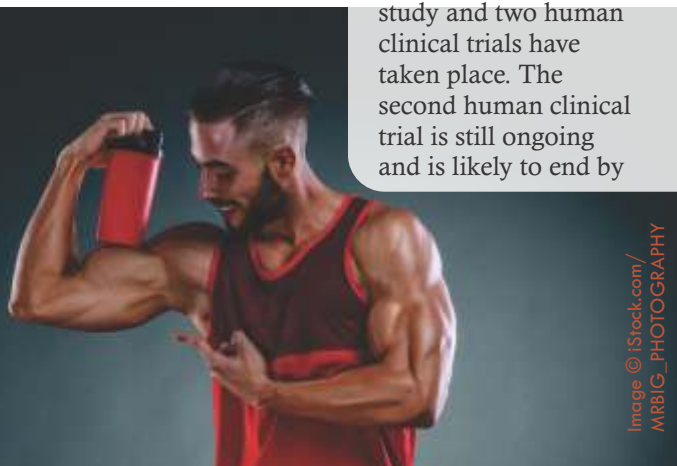 study and two human
clinical trials have
taken place. The
second human clinical
trial is still ongoing
and is likely to end by
Image © iStock.com/
MRBIG_PHOTOGRAPHY